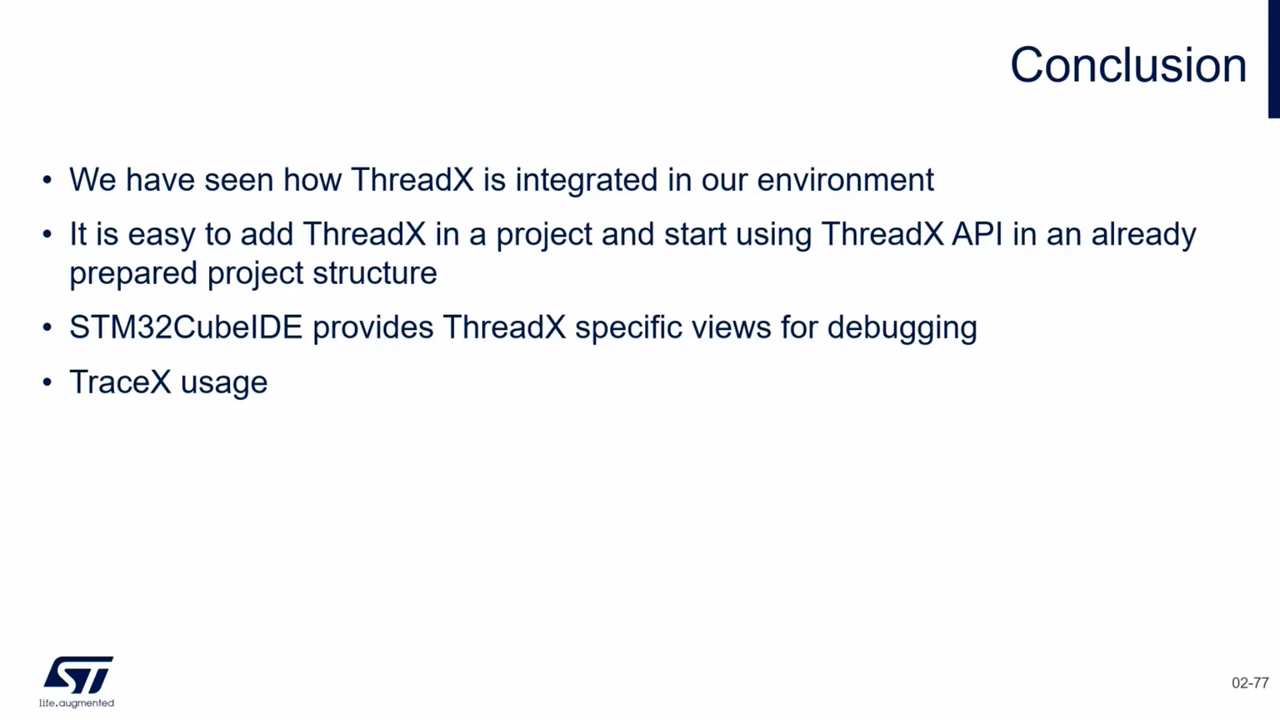 Conclusion
• We have seen how ThreadX is integrated in our environment
• It is easy to add ThreadX in a project and start using ThreadX API in an already
prepared project structure
• STM32CubeIDE provides ThreadX specific views for debugging
• TraceX usage
ST
life.augmented
02-77